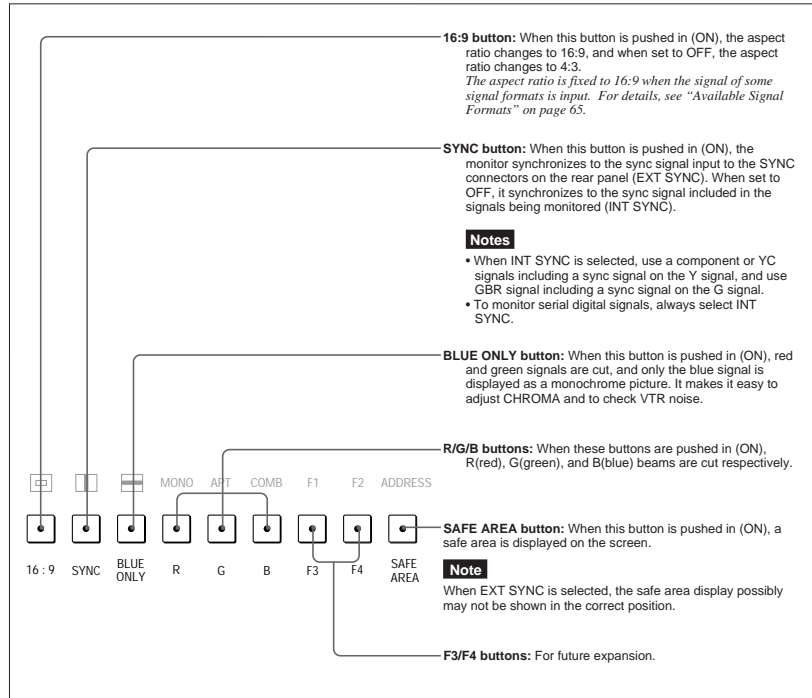 16:9 button: When this button is pushed in (ON), the aspect
ratio changes to 16:9, and when set to OFF, the aspect
ratio changes to 4:3.
The aspect ratio is fixed to 16:9 when the signal of some
signal formats is input.  For details, see “Available Signal
Formats” on page 65.
SYNC button: When this button is pushed in (ON), the
monitor synchronizes to the sync signal input to the SYNC
connectors on the rear panel (EXT SYNC). When set to
OFF, it synchronizes to the sync signal included in the
signals being monitored (INT SYNC).
Notes
• When INT SYNC is selected, use a component or YC
signals including a sync signal on the Y signal, and use
GBR signal including a sync signal on the G signal.
• To monitor serial digital signals, always select INT
SYNC.
BLUE ONLY button: When this button is pushed in (ON), red
and green signals are cut, and only the blue signal is
displayed as a monochrome picture. It makes it easy to
adjust CHROMA and to check VTR noise.
R/G/B buttons: When these buttons are pushed in (ON),
R(red), G(green), and B(blue) beams are cut respectively.
MONO APT COMB F1 F2 ADDRESS
16 : 9 SYNC BLUE ONLY R G B F3 F4 SAFE AREA
SAFE AREA button: When this button is pushed in (ON), a
safe area is displayed on the screen.
Note
When EXT SYNC is selected, the safe area display possibly
may not be shown in the correct position.
F3/F4 buttons: For future expansion.